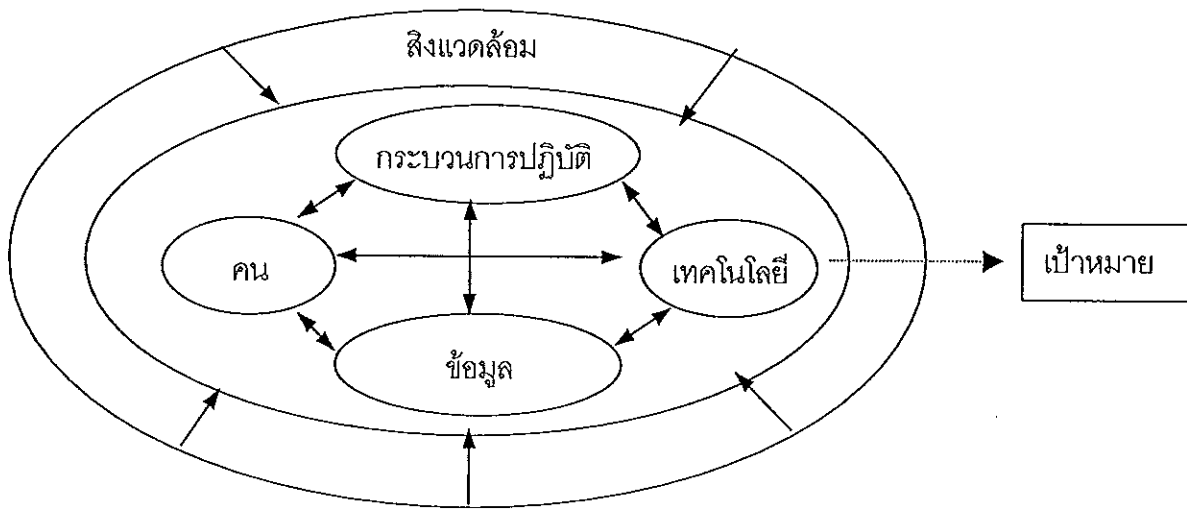 สิ่งแวดล้อม
กระบวนการปฏิบัติ
คน
เทคโนโลยี
เป้าหมาย
ข้อมูล